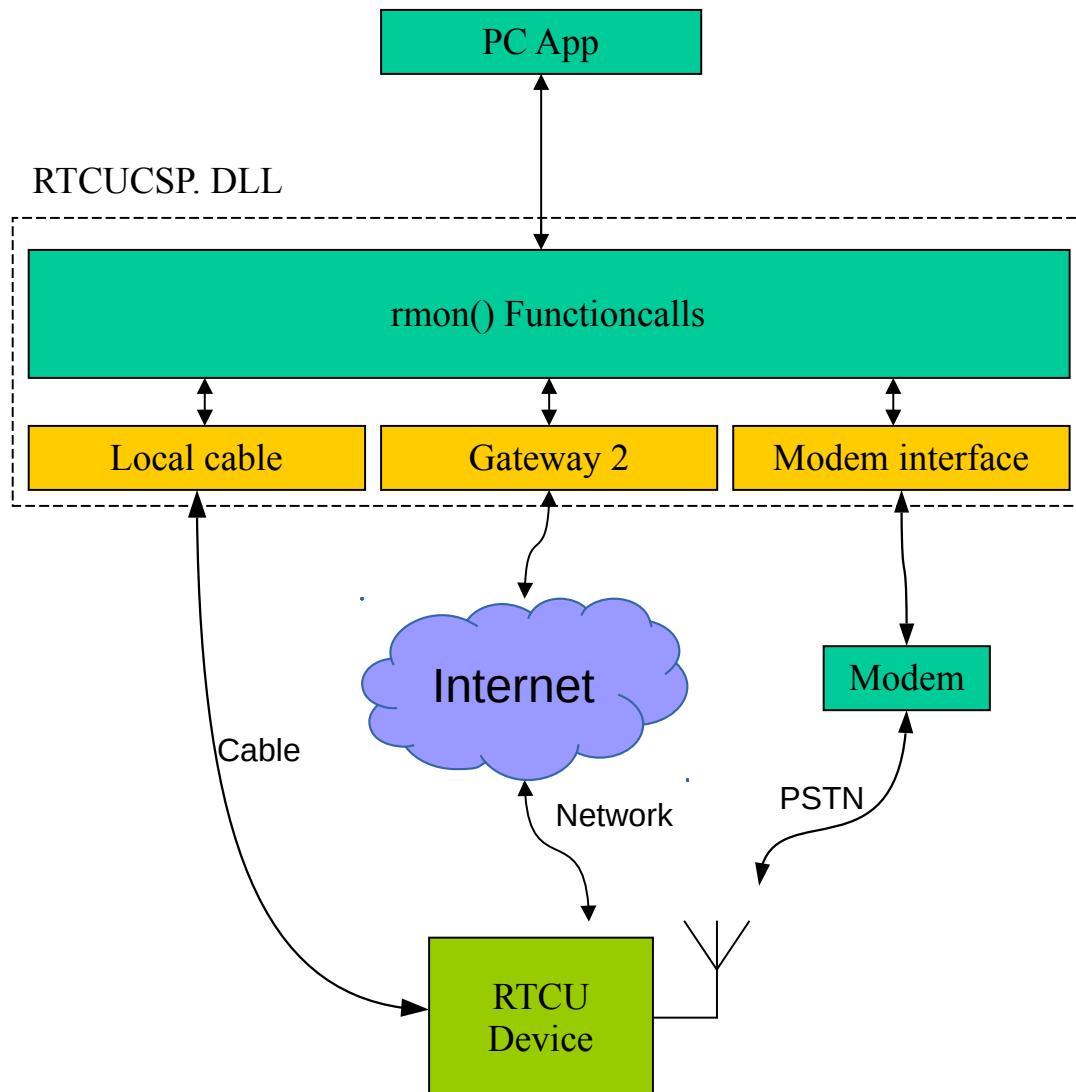 PC App
RTCUCSP. DLL
rmon() Functioncalls
Local cable
Gateway 2
Modem interface
Internet
Modem
Cable
PSTN
Network
RTCU
Device